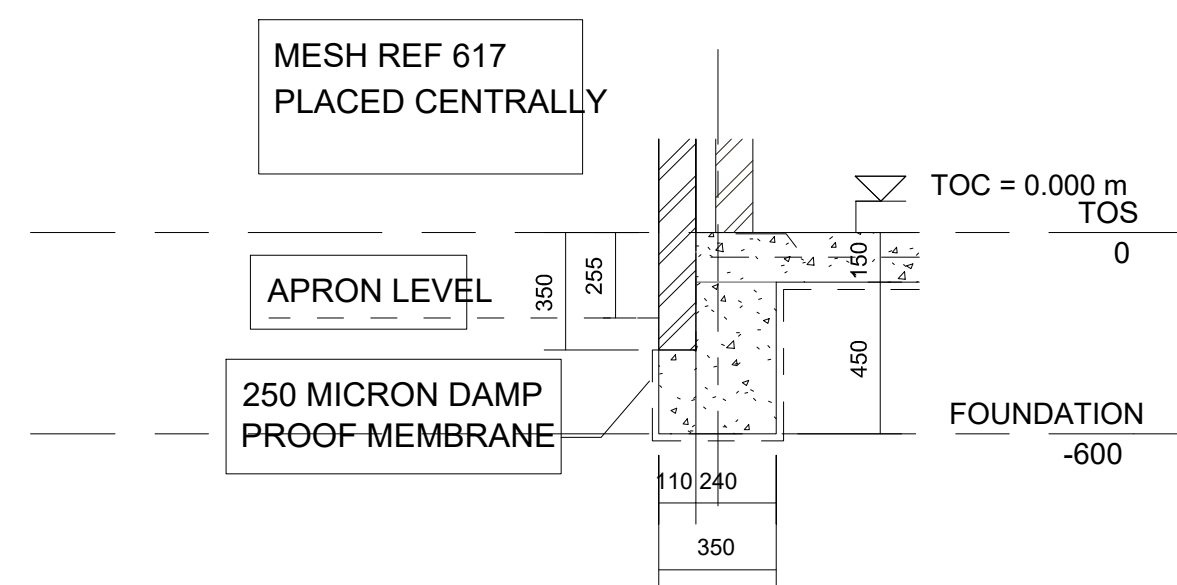 MESH REF 617
PLACED CENTRALLY
TOC = 0.000 m
TOS
0
150
255
350
APRON LEVEL
450
250 MICRON DAMP
PROOF MEMBRANE
FOUNDATION
-600
110 240
350